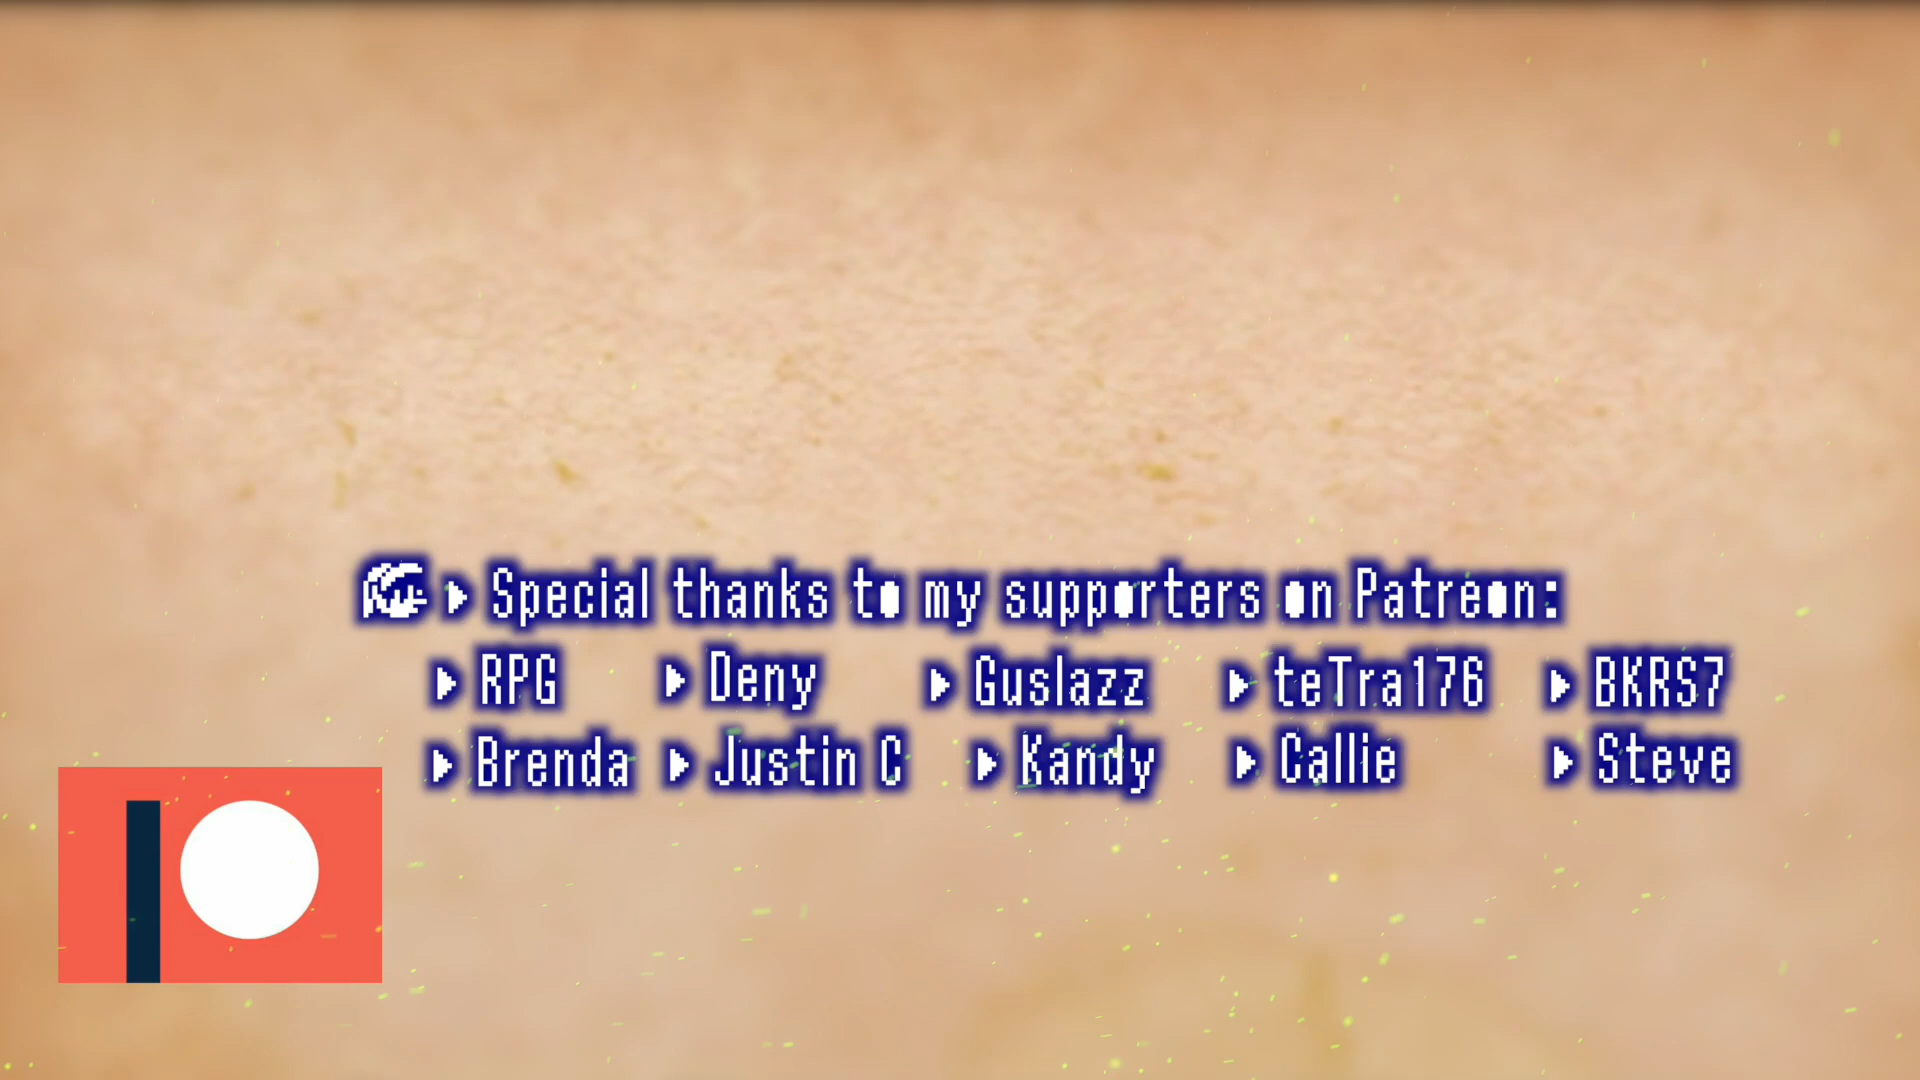 Special thanks to my supporters on Patreon:
RPG Deny Guslazz teTra176 BKRS7
Brenda Justin C Kandy Callie Steve